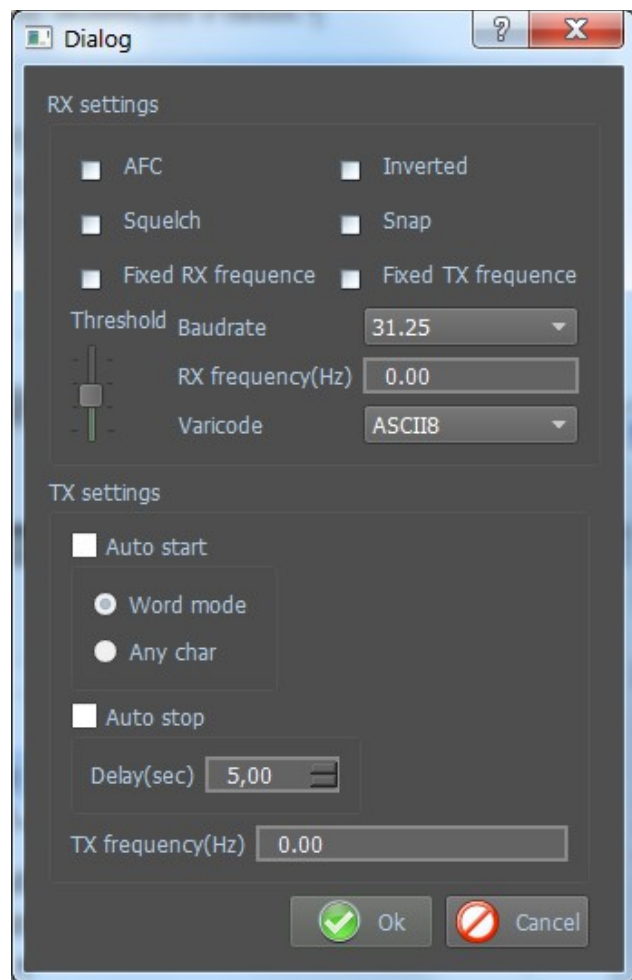 Dialog
RX settings
AFC Inverted
Squelch Snap
Fixed RX frequence Fixed TX frequence
Threshold Baudrate 31.25
RX frequency(Hz) 0.00
Varicode ASCII8
TX settings
Auto start
Word mode
Any char
Auto stop
Delay(sec) 5,00
TX frequency(Hz) 0.00
Ok Cancel